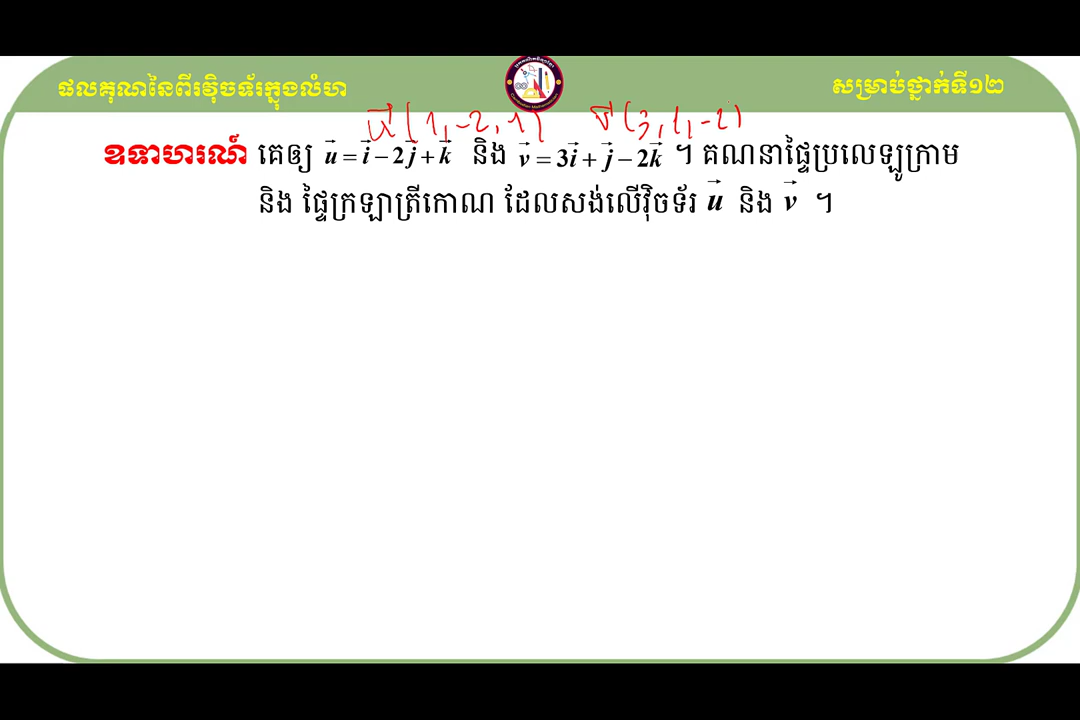 ផលគុណនៃពីរវ៉ិចទ័រក្នុងលំហ
សម្រាប់ថ្នាក់ទី១២
u⃗ (1, -2, 1) v⃗ (3, 1, -2)
ឧទាហរណ៍ គេឲ្យ u⃗ = i⃗ − 2j⃗ + k⃗ និង v⃗ = 3i⃗ + j⃗ − 2k⃗ ។ គណនាផ្ទៃប្រលេឡូក្រាម
និង ផ្ទៃក្រឡាត្រីកោណ ដែលសង់លើវ៉ិចទ័រ u⃗ និង v⃗ ។